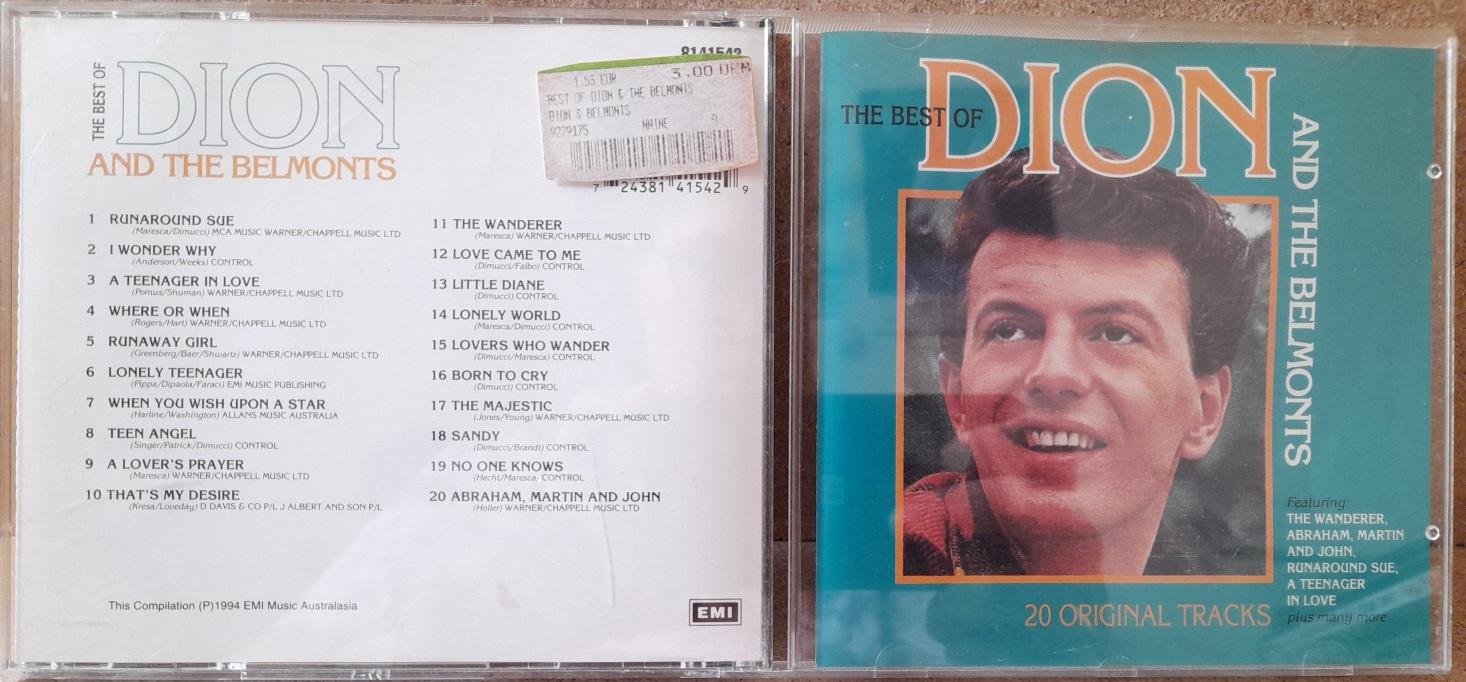 THE BEST OF
DION
AND THE BELMONTS
8141542
1.53 EUR 3.00 DEM
BEST OF DION & THE BELMONTS
DION & BELMONTS
9279175 NMINE 9
7 24381 41542 9
1 RUNAROUND SUE
(Maresca/Dimucci) MCA MUSIC WARNER/CHAPPELL MUSIC LTD
2 I WONDER WHY
(Anderson/Weeks) CONTROL
3 A TEENAGER IN LOVE
(Pomus/Shuman) WARNER/CHAPPELL MUSIC LTD
4 WHERE OR WHEN
(Rogers/Hart) WARNER/CHAPPELL MUSIC LTD
5 RUNAWAY GIRL
(Greenberg/Baer/Shwartz) WARNER/CHAPPELL MUSIC LTD
6 LONELY TEENAGER
(Pippa/Dipaola/Faraci) EMI MUSIC PUBLISHING
7 WHEN YOU WISH UPON A STAR
(Harline/Washington) ALLANS MUSIC AUSTRALIA
8 TEEN ANGEL
(Singer/Patrick/Dimucci) CONTROL
9 A LOVER'S PRAYER
(Maresca) WARNER/CHAPPELL MUSIC LTD
10 THAT'S MY DESIRE
(Kresa/Loveday) D DAVIS & CO P/L J ALBERT AND SON P/L
11 THE WANDERER
(Maresca) WARNER/CHAPPELL MUSIC LTD
12 LOVE CAME TO ME
(Dimucci/Falbo) CONTROL
13 LITTLE DIANE
(Dimucci) CONTROL
14 LONELY WORLD
(Maresca/Dimucci) CONTROL
15 LOVERS WHO WANDER
(Dimucci/Maresca) CONTROL
16 BORN TO CRY
(Dimucci) CONTROL
17 THE MAJESTIC
(Jones/Young) WARNER/CHAPPELL MUSIC LTD
18 SANDY
(Dimucci/Brandt) CONTROL
19 NO ONE KNOWS
(Hecht/Maresca) CONTROL
20 ABRAHAM, MARTIN AND JOHN
(Holler) WARNER/CHAPPELL MUSIC LTD
This Compilation (P)1994 EMI Music Australasia
EMI
THE BEST OF
DION
AND THE BELMONTS
Featuring:
THE WANDERER,
ABRAHAM, MARTIN
AND JOHN,
RUNAROUND SUE,
A TEENAGER
IN LOVE
plus many more
20 ORIGINAL TRACKS